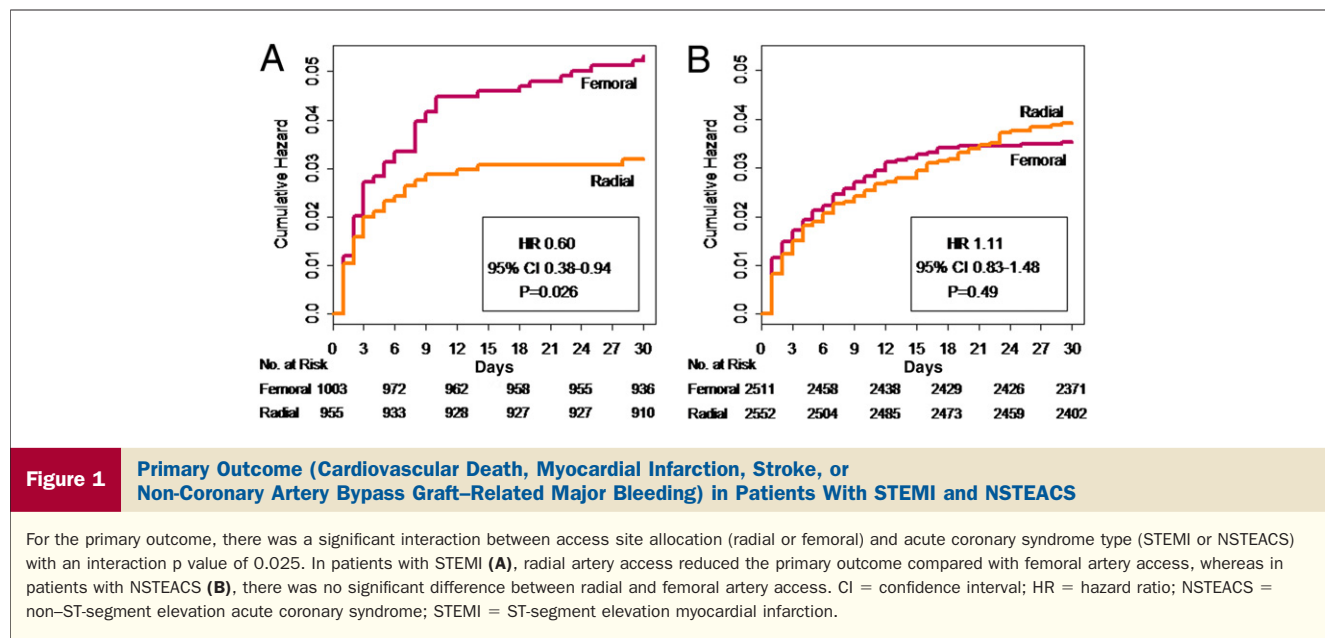 A
Cumulative Hazard
0.05
0.04
0.03
0.02
0.01
0.0
Femoral
Radial
HR 0.60
95% CI 0.38-0.94
P=0.026
0 3 6 9 12 15 18 21 24 27 30
No. at Risk
Days
Femoral 1003 972 962 958 955 936
Radial 955 933 928 927 927 910
B
Cumulative Hazard
0.05
0.04
0.03
0.02
0.01
0.0
Radial
Femoral
HR 1.11
95% CI 0.83-1.48
P=0.49
0 3 6 9 12 15 18 21 24 27 30
No. at Risk
Days
Femoral 2511 2458 2438 2429 2426 2371
Radial 2552 2504 2485 2473 2459 2402
Figure 1
Primary Outcome (Cardiovascular Death, Myocardial Infarction, Stroke, or
Non-Coronary Artery Bypass Graft–Related Major Bleeding) in Patients With STEMI and NSTEACS
For the primary outcome, there was a significant interaction between access site allocation (radial or femoral) and acute coronary syndrome type (STEMI or NSTEACS)
with an interaction p value of 0.025. In patients with STEMI (A), radial artery access reduced the primary outcome compared with femoral artery access, whereas in
patients with NSTEACS (B), there was no significant difference between radial and femoral artery access. CI = confidence interval; HR = hazard ratio; NSTEACS =
non–ST-segment elevation acute coronary syndrome; STEMI = ST-segment elevation myocardial infarction.